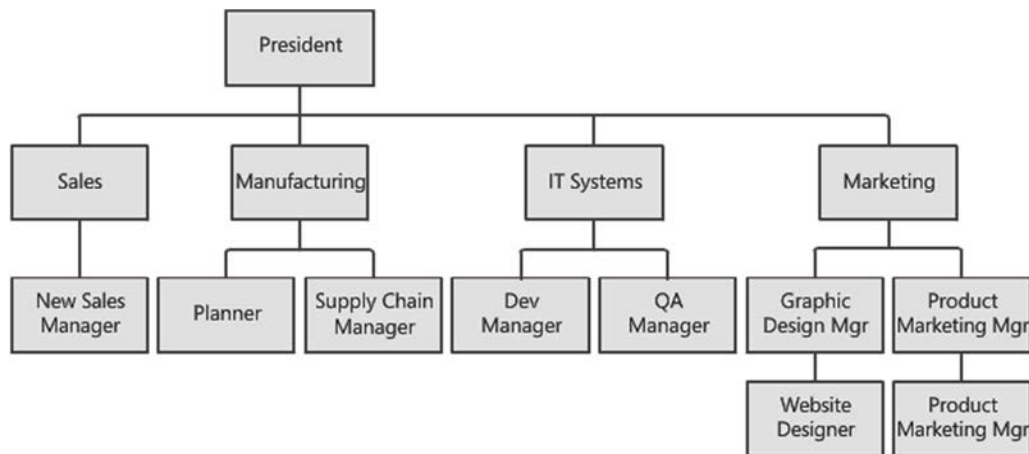 President
Sales
Manufacturing
IT Systems
Marketing
New Sales
Manager
Planner
Supply Chain
Manager
Dev
Manager
QA
Manager
Graphic
Design Mgr
Product
Marketing Mgr
Website
Designer
Product
Marketing Mgr